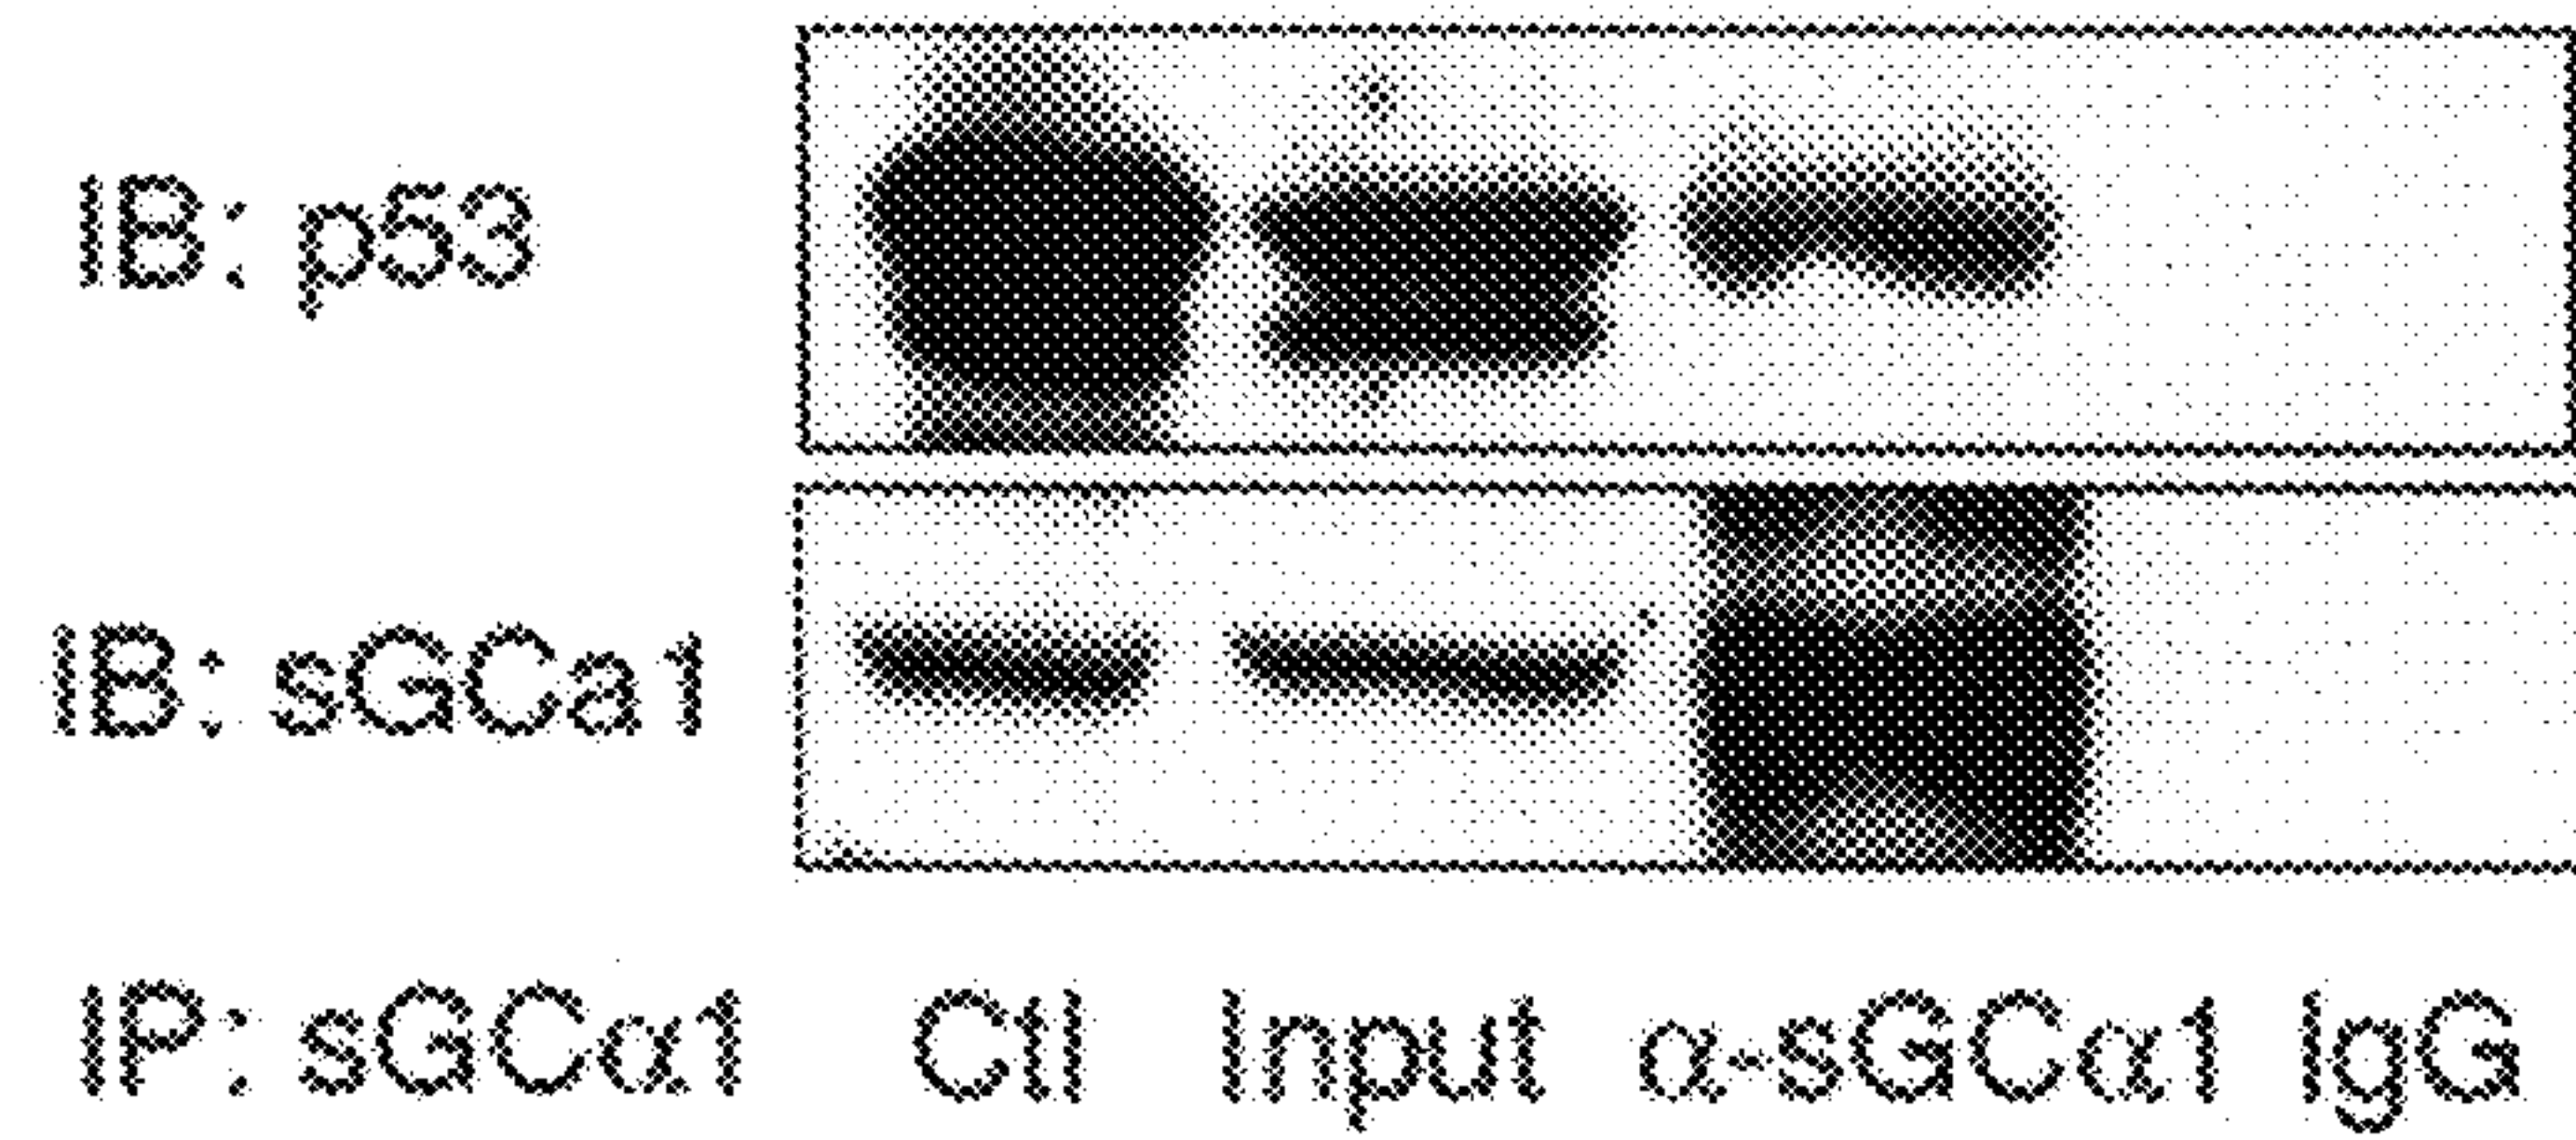 IB: p53
IB: sGCa1
IP: sGCα1 Ctl Input α-sGCα1 IgG